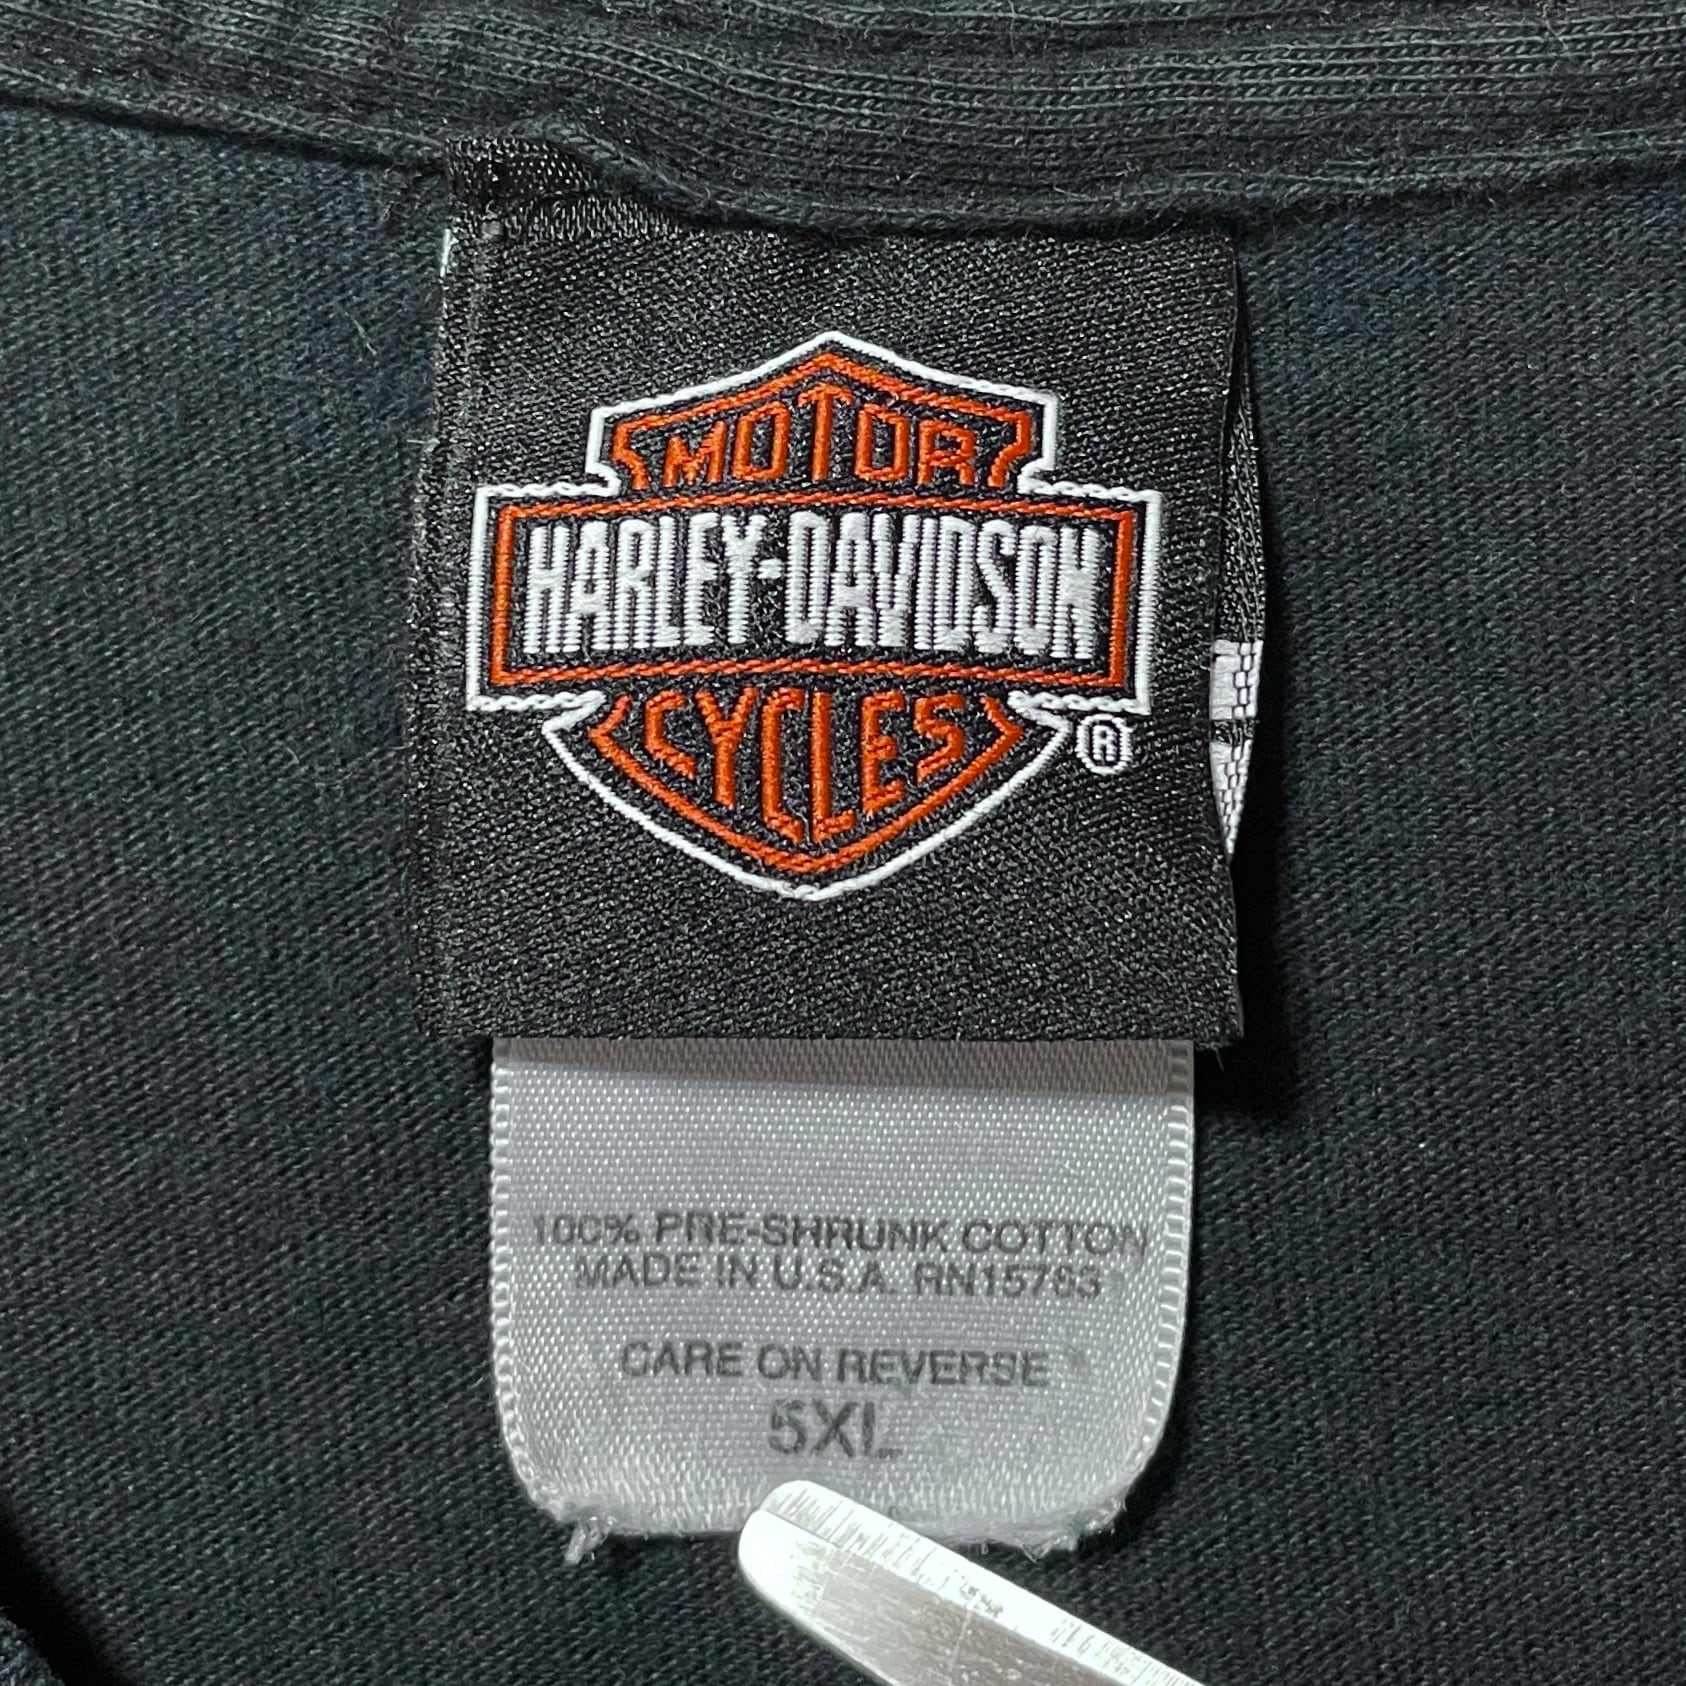 MOTOR
HARLEY-DAVIDSON
CYCLES
®
100% PRE-SHRUNK COTTON
MADE IN U.S.A. RN15763
CARE ON REVERSE
5XL